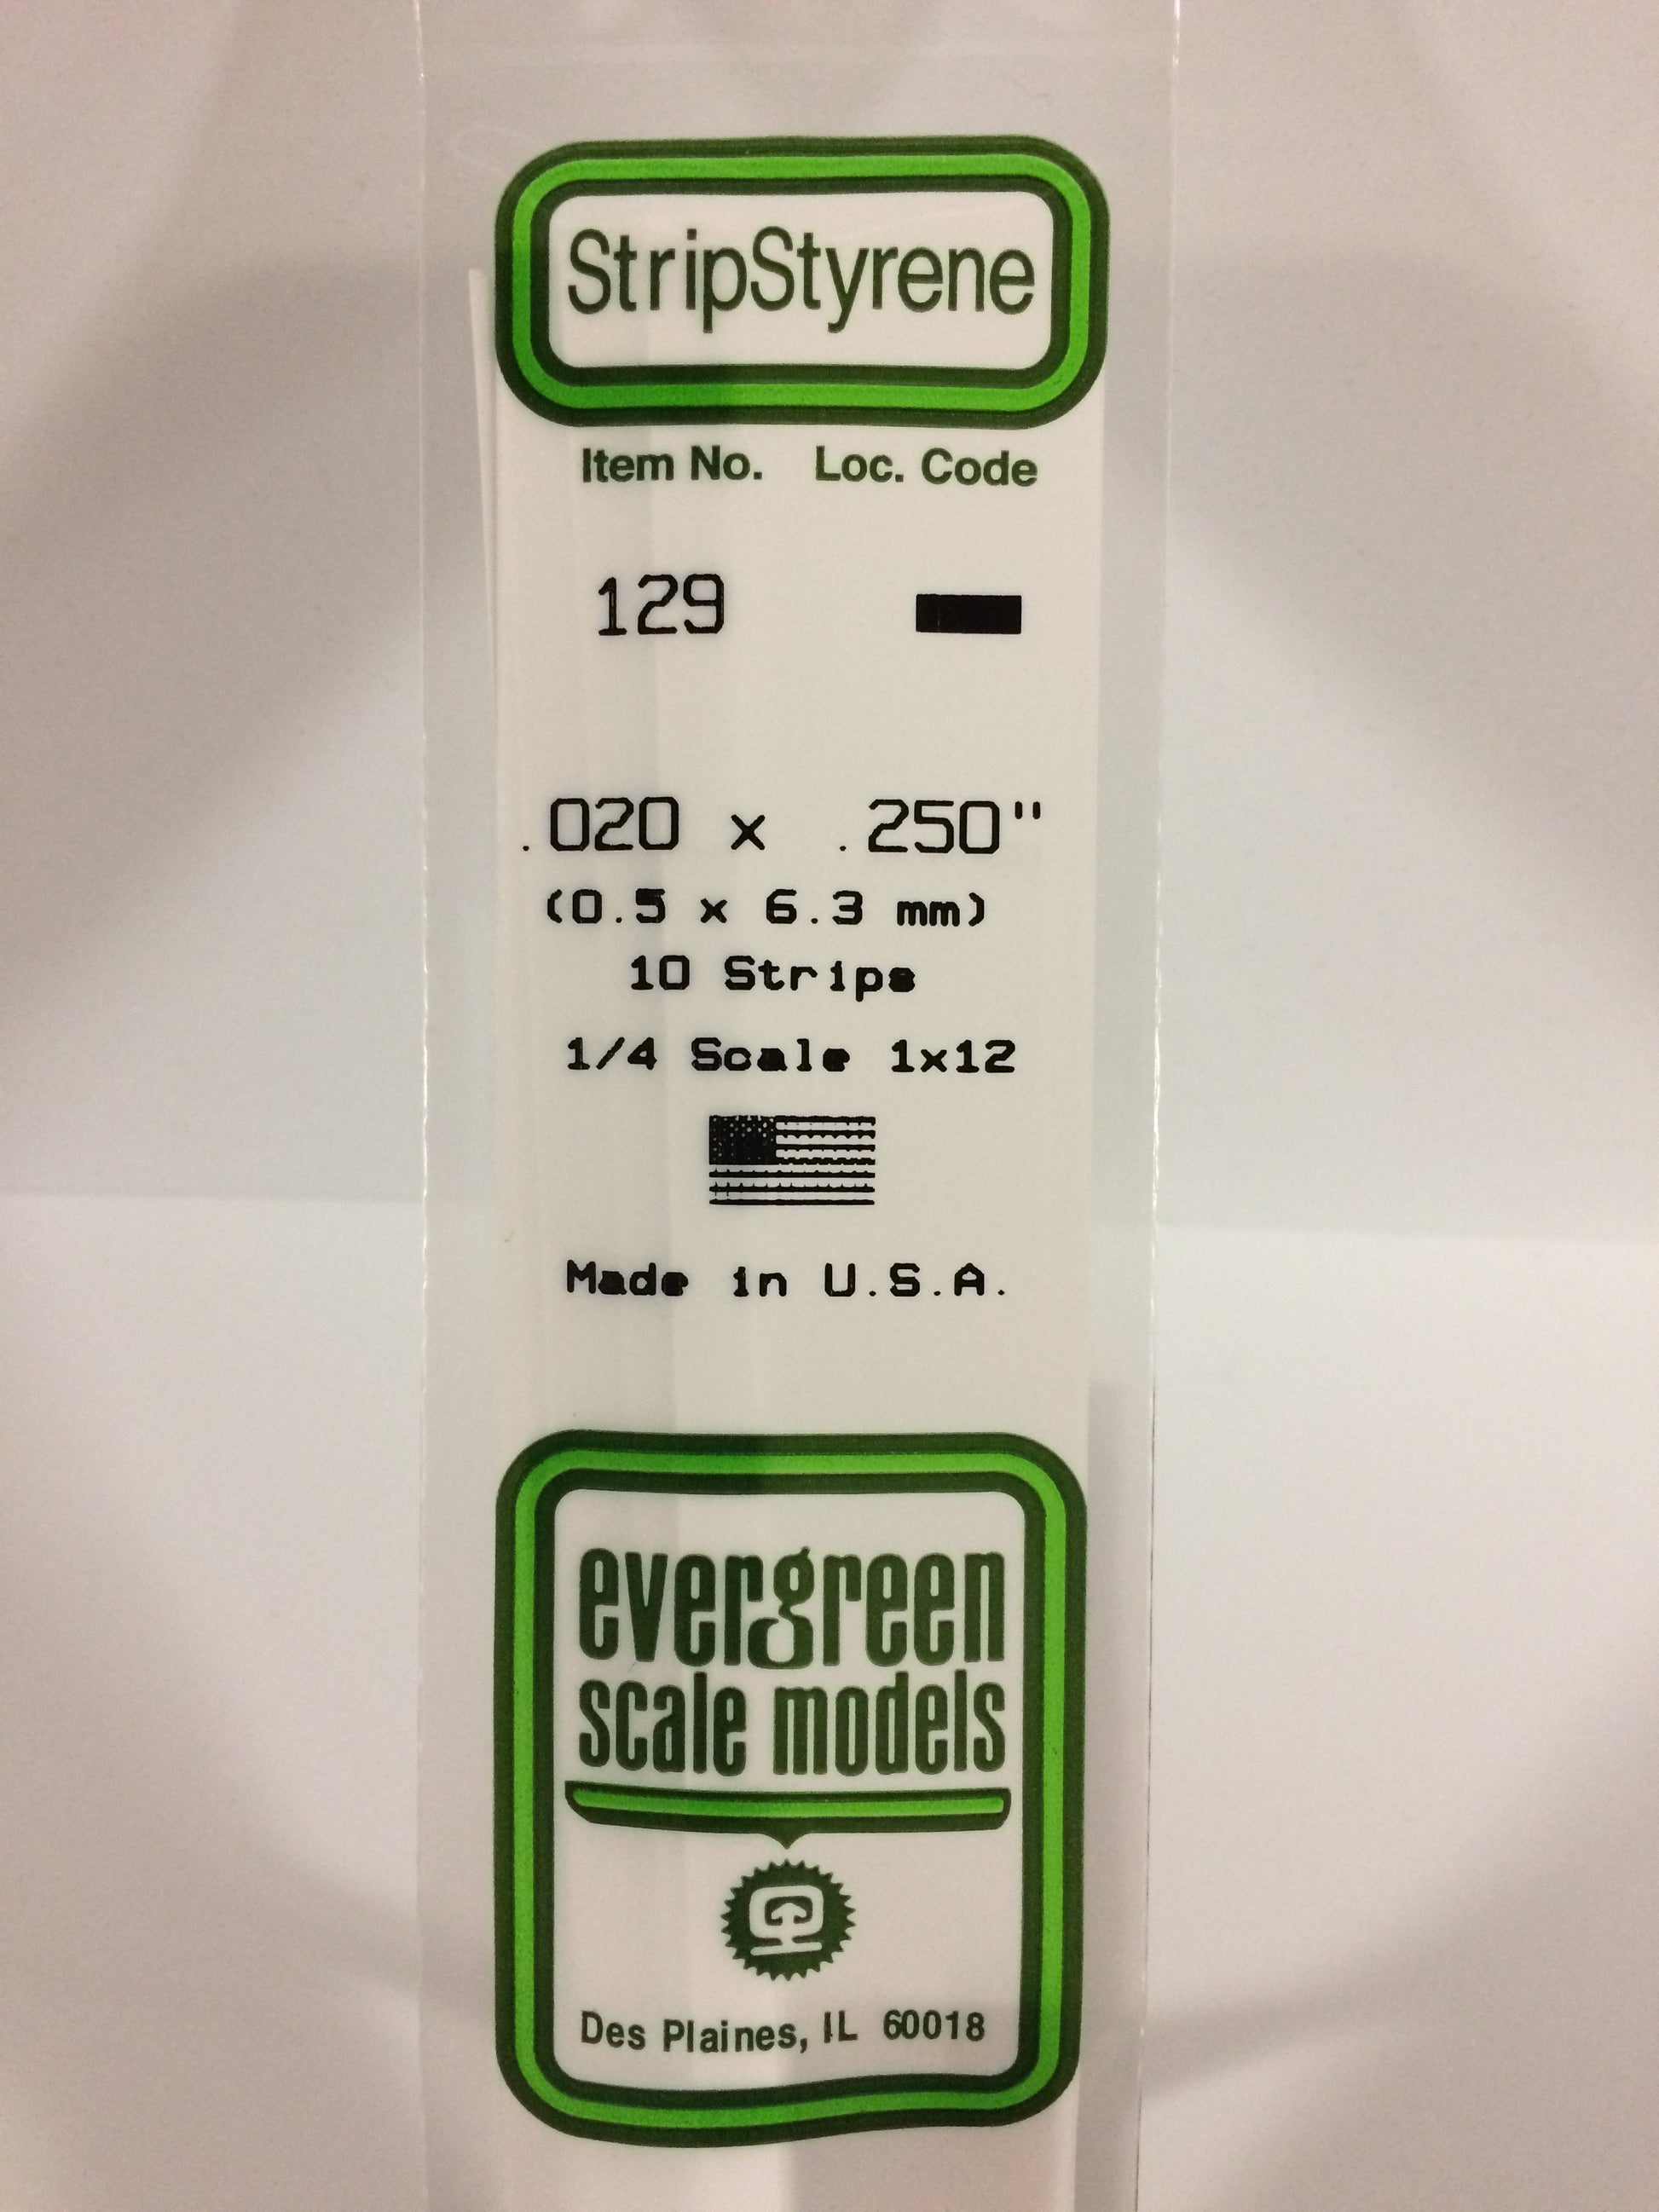 StripStyrene
Item No. Loc. Code
129
.020 x .250"
(0.5 x 6.3 mm)
10 Strips
1/4 Scale 1x12
Made in U.S.A.
evergreen
scale models
Des Plaines, IL 60018